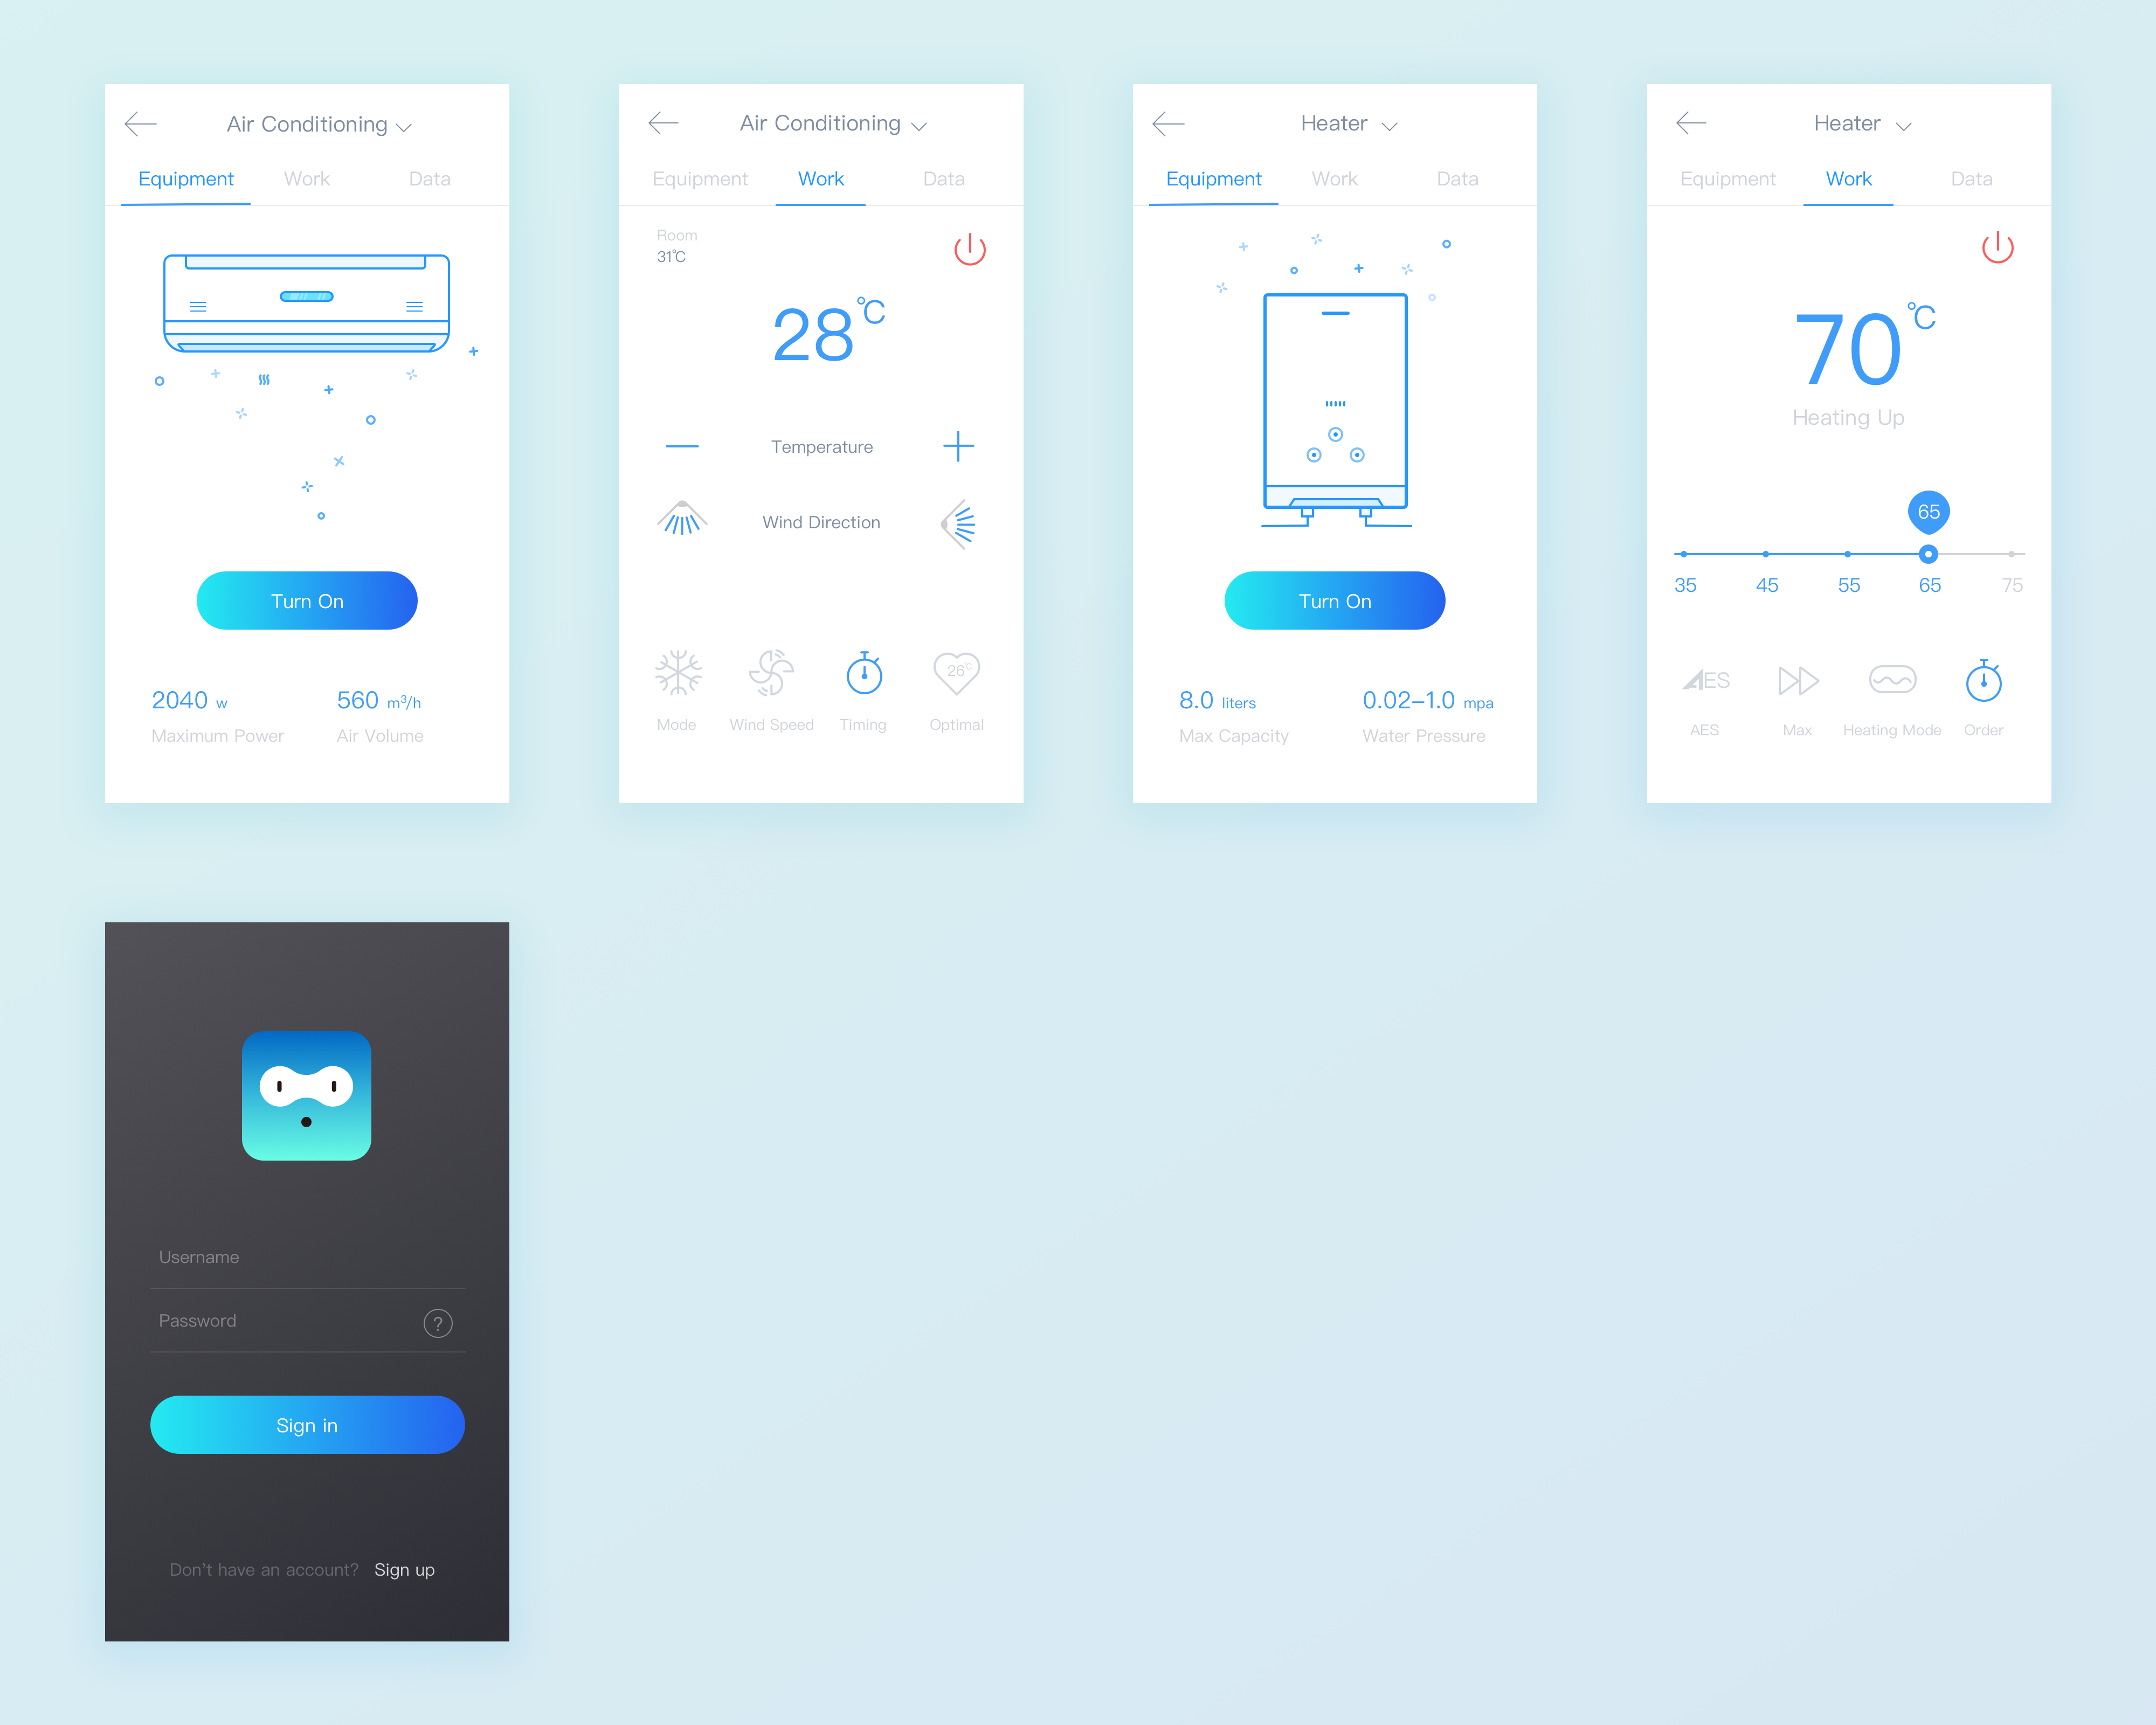 Air Conditioning
Equipment Work Data
Turn On
2040 w 560 m³/h
Maximum Power Air Volume
Air Conditioning
Equipment Work Data
Room
31℃
28℃
Temperature
Wind Direction
26℃
Mode Wind Speed Timing Optimal
Heater
Equipment Work Data
Turn On
8.0 liters 0.02–1.0 mpa
Max Capacity Water Pressure
Heater
Equipment Work Data
70℃
Heating Up
65
35 45 55 65 75
AES
AES Max Heating Mode Order
Username
Password ?
Sign in
Don't have an account? Sign up